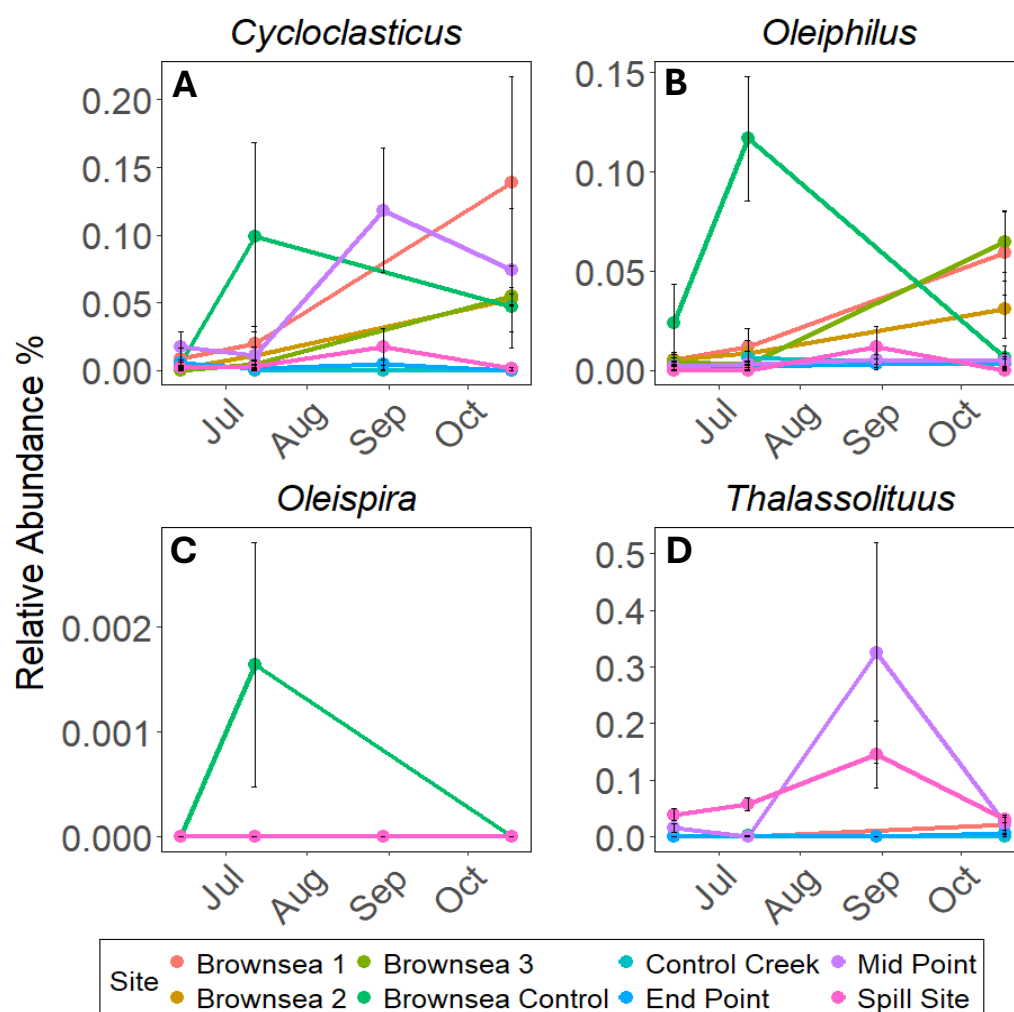 Cycloclasticus
Oleiphilus
A
B
0.20
0.15
0.10
0.05
0.00
0.15
0.10
0.05
0.00
Jul
Aug
Sep
Oct
Jul
Aug
Sep
Oct
Relative Abundance %
Oleispira
Thalassolituus
C
D
0.002
0.001
0.000
0.5
0.4
0.3
0.2
0.1
0.0
Jul
Aug
Sep
Oct
Jul
Aug
Sep
Oct
Site
Brownsea 1
Brownsea 3
Control Creek
Mid Point
Brownsea 2
Brownsea Control
End Point
Spill Site